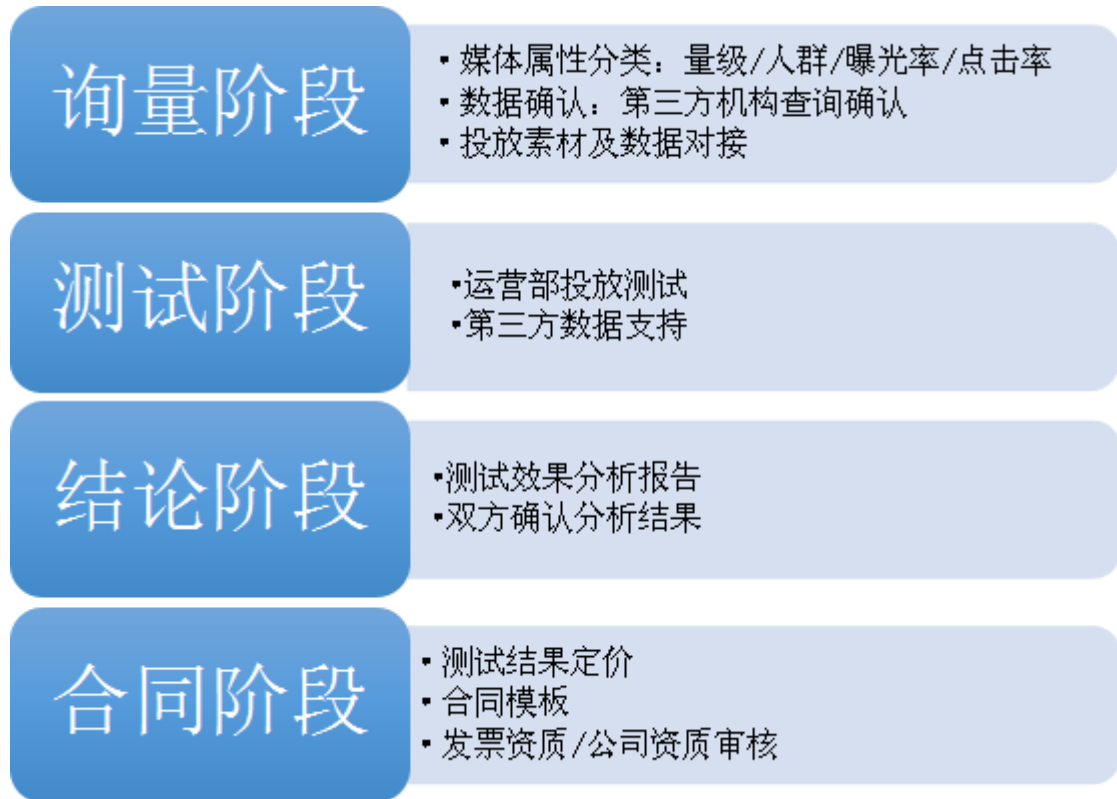 询量阶段
▪媒体属性分类：量级/人群/曝光率/点击率
▪数据确认：第三方机构查询确认
▪投放素材及数据对接
测试阶段
▪运营部投放测试
▪第三方数据支持
结论阶段
▪测试效果分析报告
▪双方确认分析结果
合同阶段
▪测试结果定价
▪合同模板
▪发票资质/公司资质审核